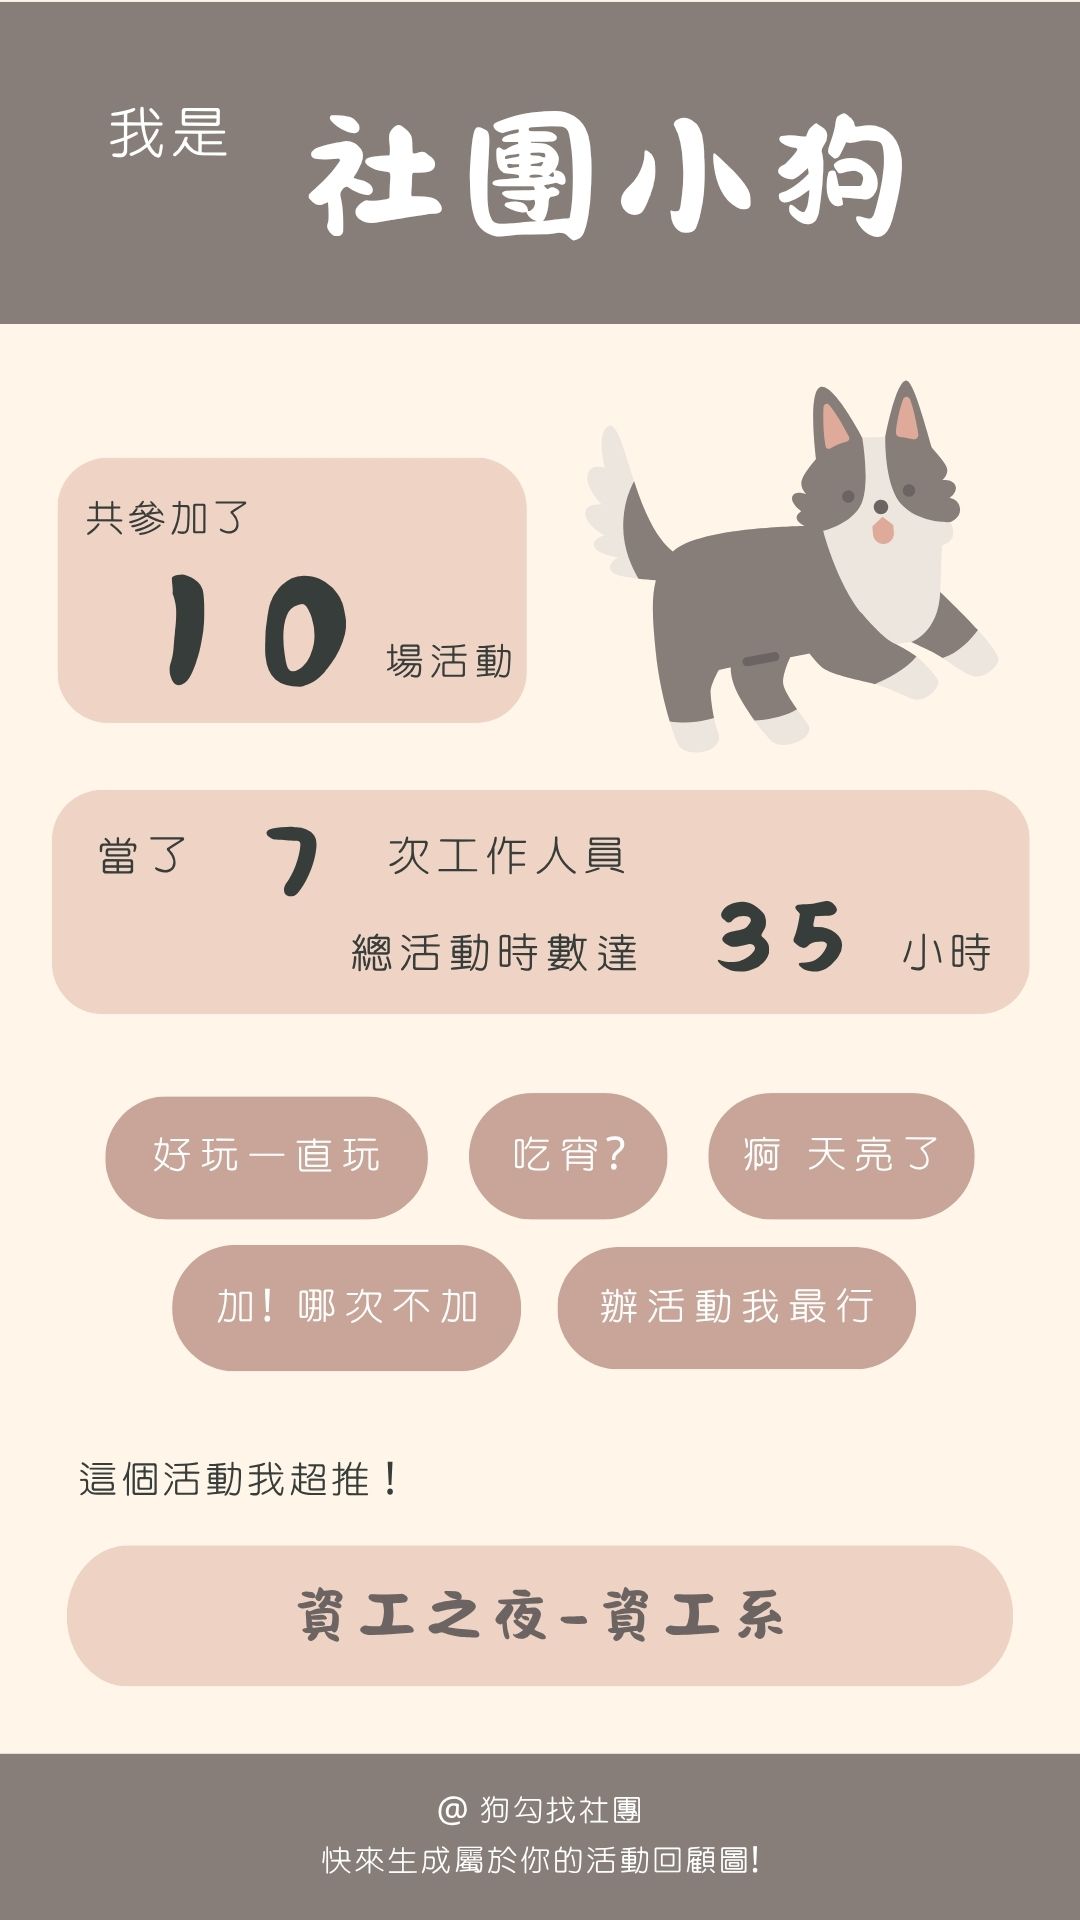 我是 社團小狗
共參加了
10 場活動
當了 7 次工作人員
總活動時數達 35 小時
好玩一直玩
吃宵?
痾 天亮了
加! 哪次不加
辦活動我最行
這個活動我超推！
資工之夜-資工系
@ 狗勾找社團
快來生成屬於你的活動回顧圖!